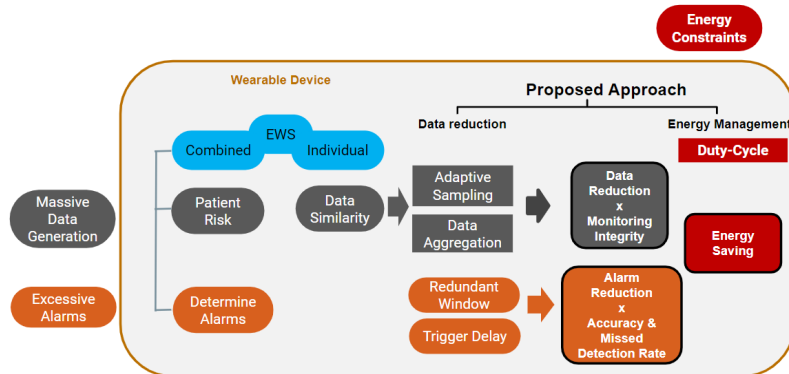 Energy
Constraints
Wearable Device
Proposed Approach
Data reduction
Energy Management
EWS
Combined
Individual
Duty-Cycle
Massive
Data
Generation
Patient
Risk
Data
Similarity
Adaptive
Sampling
Data
Aggregation
Data
Reduction
x
Monitoring
Integrity
Energy
Saving
Excessive
Alarms
Determine
Alarms
Redundant
Window
Trigger Delay
Alarm
Reduction
x
Accuracy &
Missed
Detection Rate